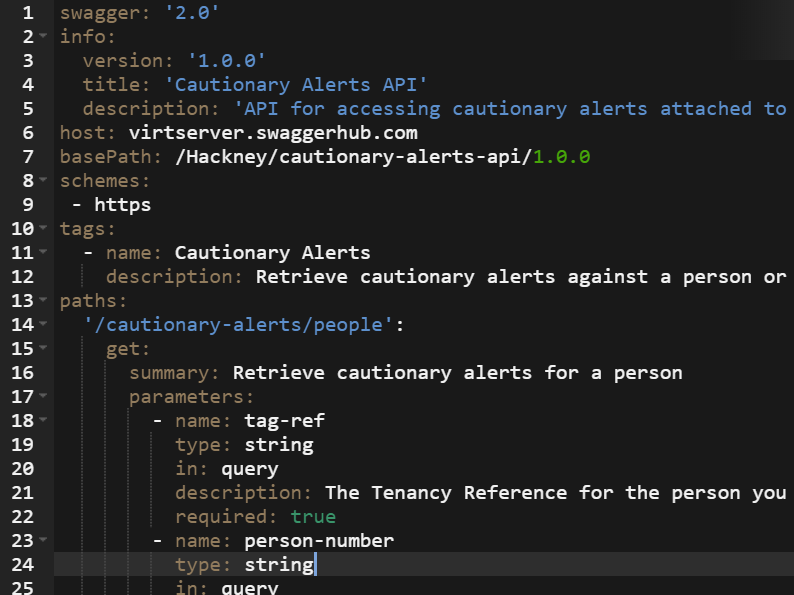 1 swagger: '2.0'
2 info:
3 version: '1.0.0'
4 title: 'Cautionary Alerts API'
5 description: 'API for accessing cautionary alerts attached to
6 host: virtserver.swaggerhub.com
7 basePath: /Hackney/cautionary-alerts-api/1.0.0
8 schemes:
9 - https
10 tags:
11 - name: Cautionary Alerts
12 description: Retrieve cautionary alerts against a person or
13 paths:
14 '/cautionary-alerts/people':
15 get:
16 summary: Retrieve cautionary alerts for a person
17 parameters:
18 - name: tag-ref
19 type: string
20 in: query
21 description: The Tenancy Reference for the person you
22 required: true
23 - name: person-number
24 type: string
25 in: query